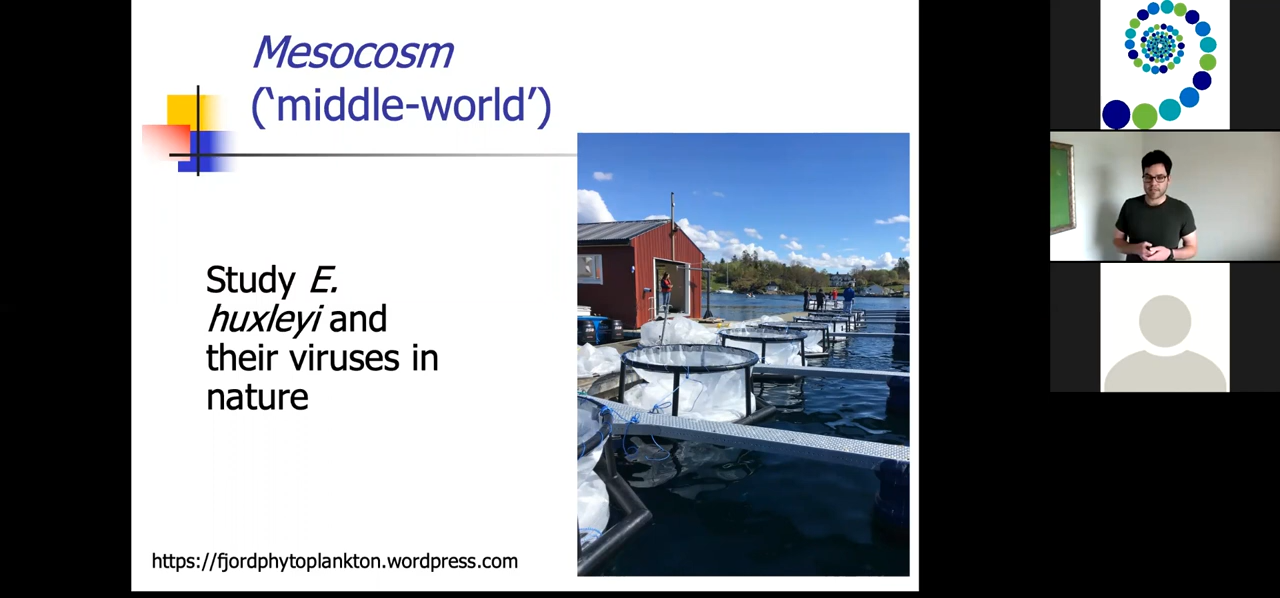 Mesocosm
(‘middle-world’)
Study E.
huxleyi and
their viruses in
nature
https://fjordphytoplankton.wordpress.com